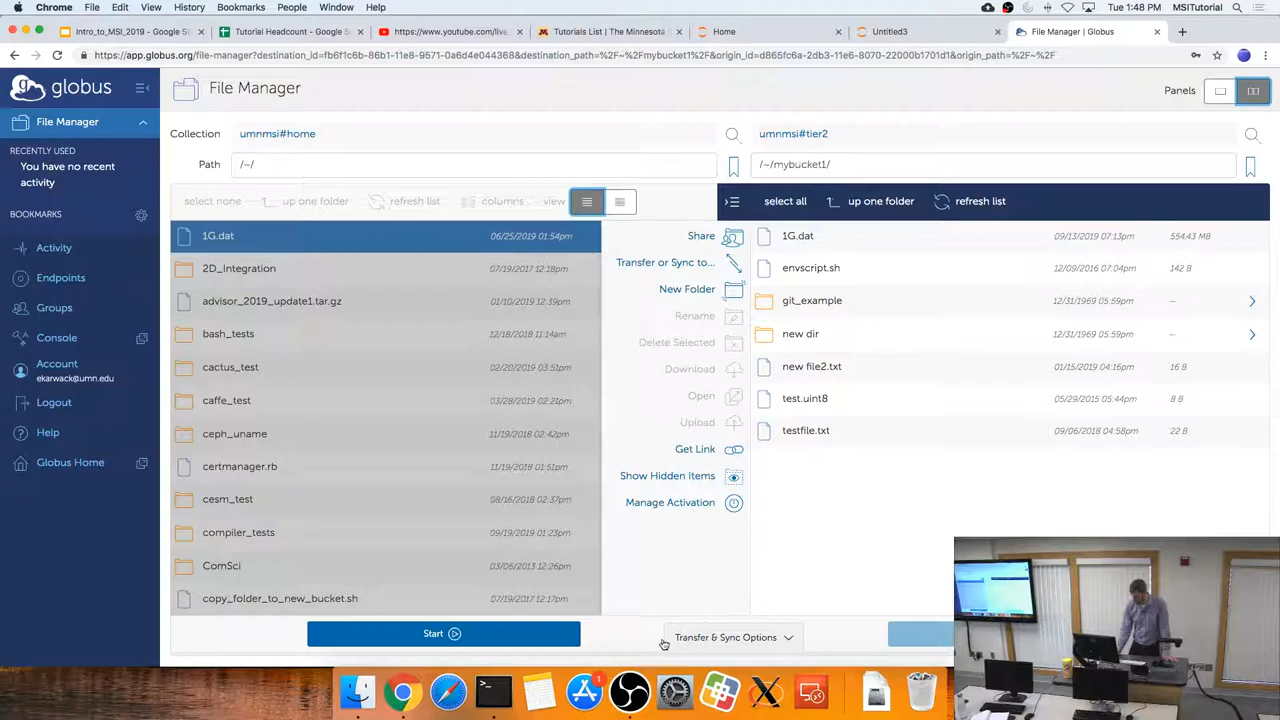 Chrome File Edit View History Bookmarks People Window Help Tue 1:48 PM MSITutorial
Intro_to_MSI_2019 - Google S Tutorial Headcount - Google S https://www.youtube.com/live_ Tutorials List | The Minnesota Home Untitled3 File Manager | Globus
https://app.globus.org/file-manager?destination_id=fb6f1c7a-86b1-11e8-9571-0a6d4e044368&destination_path=%2F~%2Fmybucket1%2F&origin_id=d865fc6a-2db3-11e6-8070-22000b1701d1&origin_path=%2F~%2F
globus
File Manager
RECENTLY USED
You have no recent
activity
BOOKMARKS
Activity
Endpoints
Groups
Console
Account
ekarwack@umn.edu
Logout
Help
Globus Home
File Manager
Panels
Collection umnmsi#home umnmsi#tier2
Path /~/ /~/mybucket1/
select none up one folder refresh list columns view
select all up one folder refresh list
1G.dat 06/25/2019 01:54pm
2D_Integration 07/19/2017 12:18pm
advisor_2019_update1.tar.gz 01/10/2019 12:39pm
bash_tests 12/18/2018 11:14am
cactus_test 02/20/2019 03:51pm
caffe_test 03/28/2019 02:21pm
ceph_uname 11/19/2018 02:42pm
certmanager.rb 11/19/2018 01:51pm
cesm_test 08/16/2018 02:37pm
compiler_tests 09/19/2019 01:23pm
ComSci 03/06/2013 12:26pm
copy_folder_to_new_bucket.sh 07/19/2017 12:17pm
Share
Transfer or Sync to...
New Folder
Rename
Delete Selected
Download
Open
Upload
Get Link
Show Hidden Items
Manage Activation
1G.dat 09/13/2019 07:13pm 554.43 MB
envscript.sh 12/09/2016 07:04pm 142 B
git_example 12/31/1969 05:59pm —
new dir 12/31/1969 05:59pm —
new file2.txt 01/15/2019 04:16pm 16 B
test.uint8 05/29/2015 05:44pm 8 B
testfile.txt 09/06/2018 04:58pm 22 B
Start
Transfer & Sync Options
1